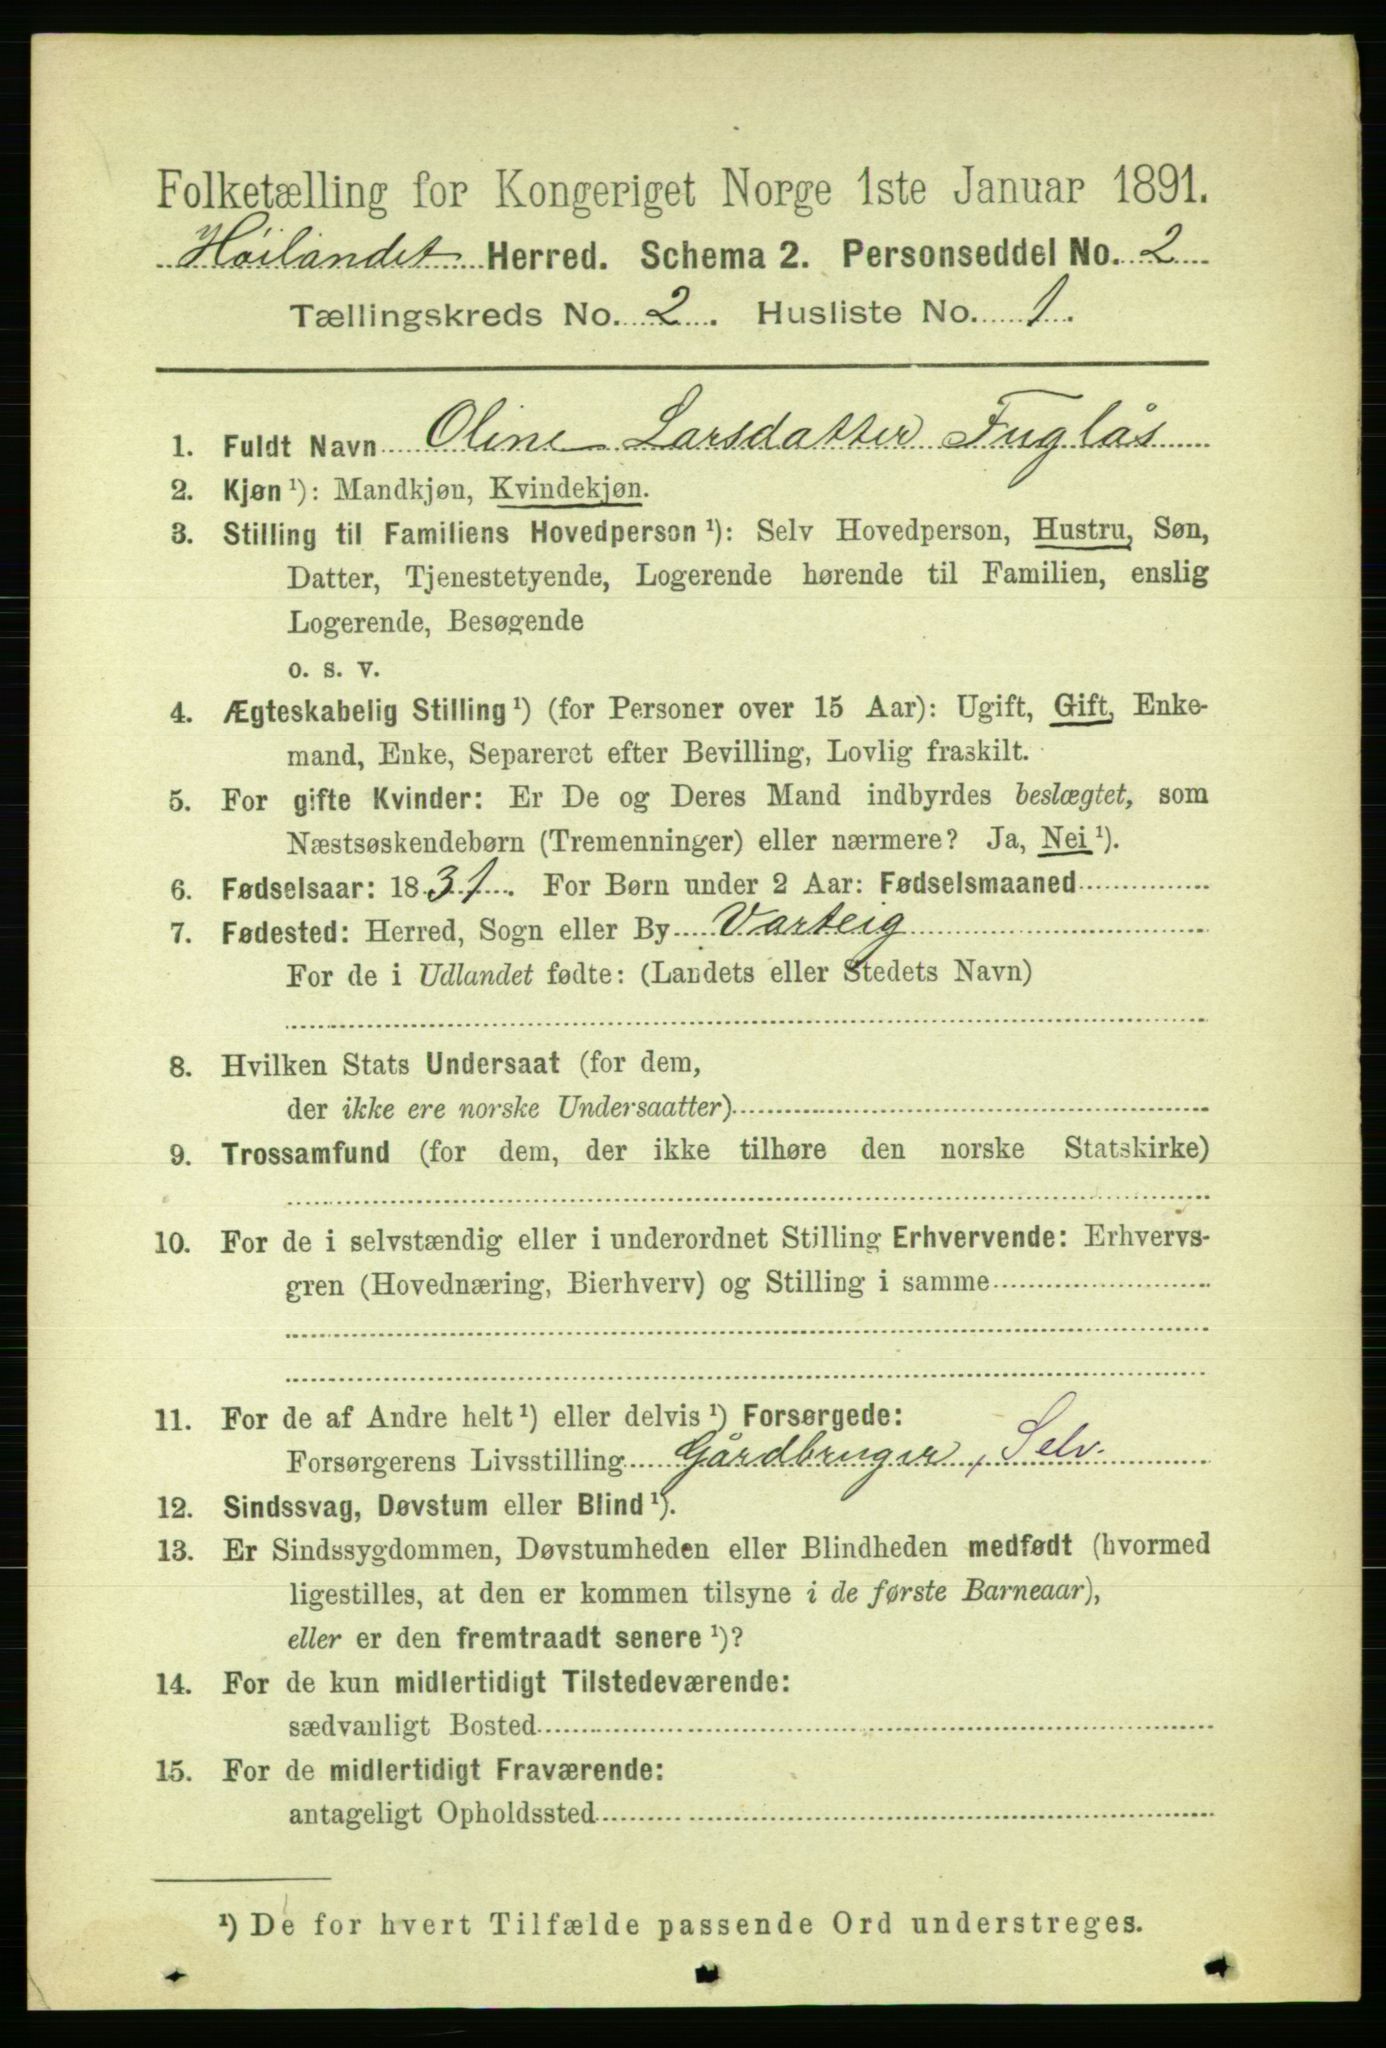 Folketælling for Kongeriget Norge 1ste Januar 1891.
Höilandet Herred. Schema 2. Personseddel No. 2
Tællingskreds No. 2. Husliste No. 1.
1. Fuldt Navn Oline Larsdatter Fuglås
2. Kjøn ¹): Mandkjøn, Kvindekjøn.
3. Stilling til Familiens Hovedperson ¹): Selv Hovedperson, Hustru, Søn,
Datter, Tjenestetyende, Logerende hørende til Familien, enslig
Logerende, Besøgende
o. s. v.
4. Ægteskabelig Stilling ¹) (for Personer over 15 Aar): Ugift, Gift, Enke-
mand, Enke, Separeret efter Bevilling, Lovlig fraskilt.
5. For gifte Kvinder: Er De og Deres Mand indbyrdes beslægtet, som
Næstsøskendebørn (Tremenninger) eller nærmere? Ja, Nei ¹).
6. Fødselsaar: 1831. For Børn under 2 Aar: Fødselsmaaned
7. Fødested: Herred, Sogn eller By Varteig
For de i Udlandet fødte: (Landets eller Stedets Navn)
8. Hvilken Stats Undersaat (for dem,
der ikke ere norske Undersaatter)
9. Trossamfund (for dem, der ikke tilhøre den norske Statskirke)
10. For de i selvstændig eller i underordnet Stilling Erhvervende: Erhvervs-
gren (Hovednæring, Bierhverv) og Stilling i samme
11. For de af Andre helt ¹) eller delvis ¹) Forsørgede:
Forsørgerens Livsstilling Gårdbruger, Selv.
12. Sindssvag, Døvstum eller Blind ¹).
13. Er Sindssygdommen, Døvstumheden eller Blindheden medfødt (hvormed
ligestilles, at den er kommen tilsyne i de første Barneaar),
eller er den fremtraadt senere ¹)?
14. For de kun midlertidigt Tilstedeværende:
sædvanligt Bosted
15. For de midlertidigt Fraværende:
antageligt Opholdssted
¹) De for hvert Tilfælde passende Ord understreges.